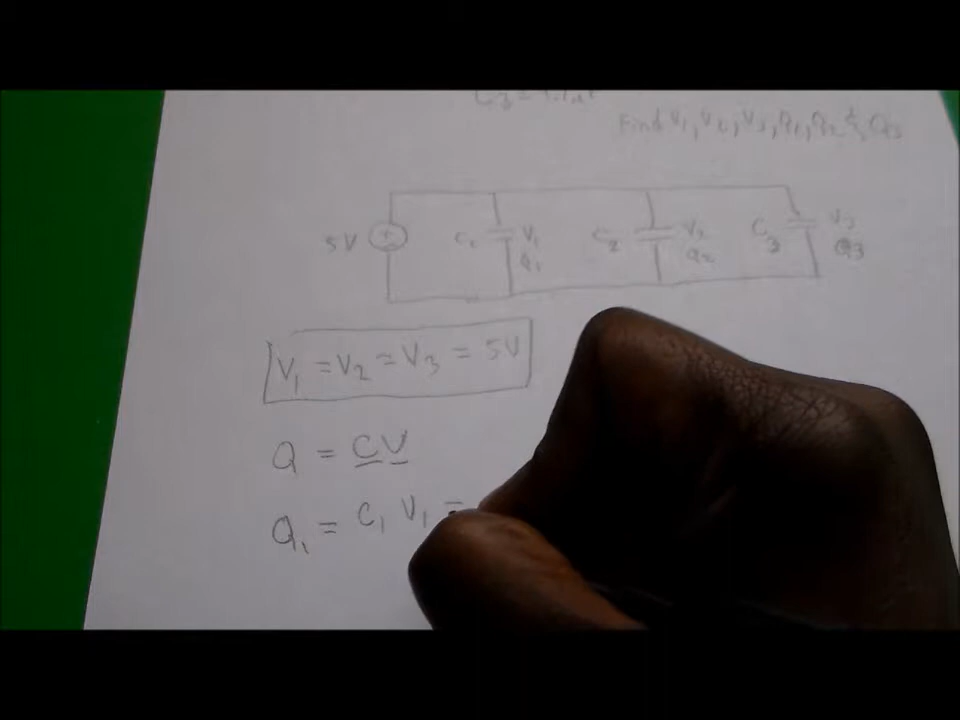 Find V1, V2, V3, Q1, Q2 & Q3
5V C1 V1 C2 V2 C3 V3
Q1 Q2 Q3
V1 = V2 = V3 = 5V
Q = CV
Q1 = C1 V1 =